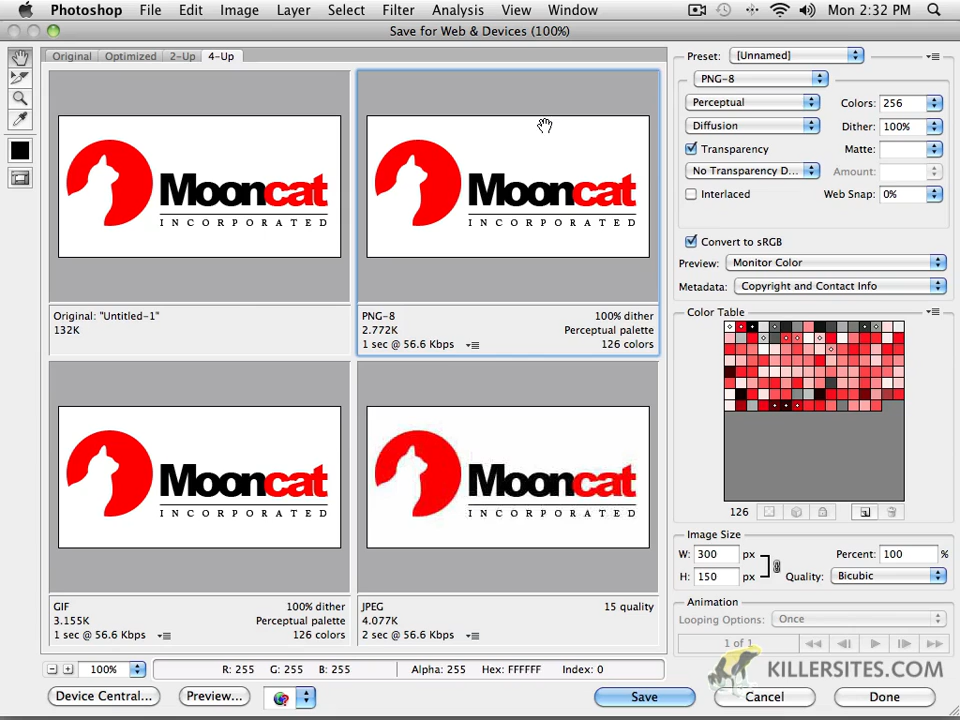 Photoshop File Edit Image Layer Select Filter Analysis View Window Mon 2:32 PM
Save for Web & Devices (100%)
Original Optimized 2-Up 4-Up
Mooncat
INCORPORATED
Original: "Untitled-1"
132K
Mooncat
INCORPORATED
PNG-8 100% dither
2.772K Perceptual palette
1 sec @ 56.6 Kbps 126 colors
Mooncat
INCORPORATED
GIF 100% dither
3.155K Perceptual palette
1 sec @ 56.6 Kbps 126 colors
Mooncat
INCORPORATED
JPEG 15 quality
4.077K
2 sec @ 56.6 Kbps
Preset: [Unnamed]
PNG-8
Perceptual Colors: 256
Diffusion Dither: 100%
Transparency Matte:
No Transparency D... Amount:
Interlaced Web Snap: 0%
Convert to sRGB
Preview: Monitor Color
Metadata: Copyright and Contact Info
Color Table
126
Image Size
W: 300 px Percent: 100 %
H: 150 px Quality: Bicubic
Animation
Looping Options: Once
1 of 1
100% R: 255 G: 255 B: 255 Alpha: 255 Hex: FFFFFF Index: 0
KILLERSITES.COM
Device Central... Preview... Save Cancel Done